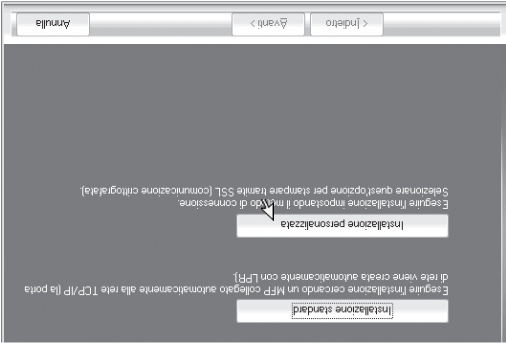 Installazione standard
Eseguire l'installazione cercando un MFP collegato automaticamente alla rete TCP/IP (la porta
di rete viene creata automaticamente con LPR).
Installazione personalizzata
Eseguire l'installazione impostando il metodo di connessione.
Selezionare quest'opzione per stampare tramite SSL (comunicazione crittografata).
< Indietro Avanti > Annulla